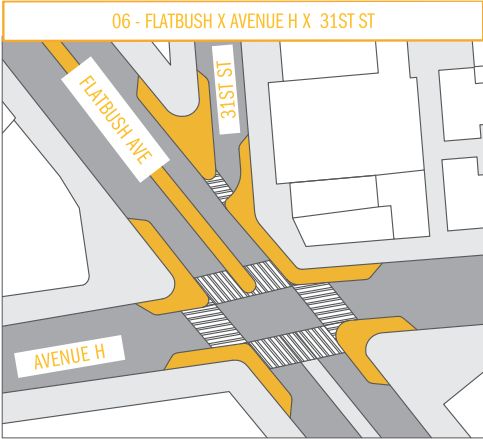 06 - FLATBUSH X AVENUE H X 31ST ST
FLATBUSH AVE
31ST ST
AVENUE H